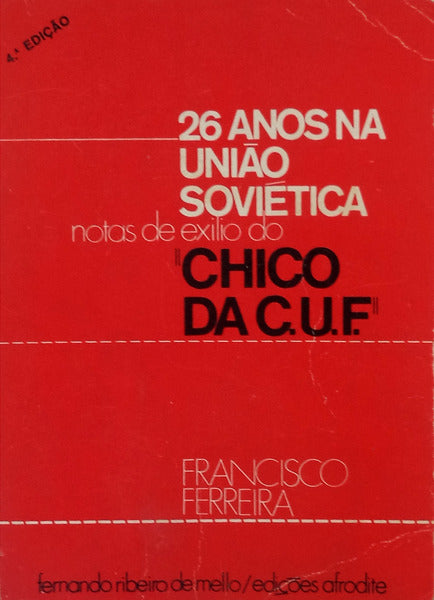 4.ª EDIÇÃO
26 ANOS NA
UNIÃO
SOVIÉTICA
notas de exílio do
"CHICO
DA C.U.F."
FRANCISCO
FERREIRA
fernando ribeiro de mello/edições afrodite